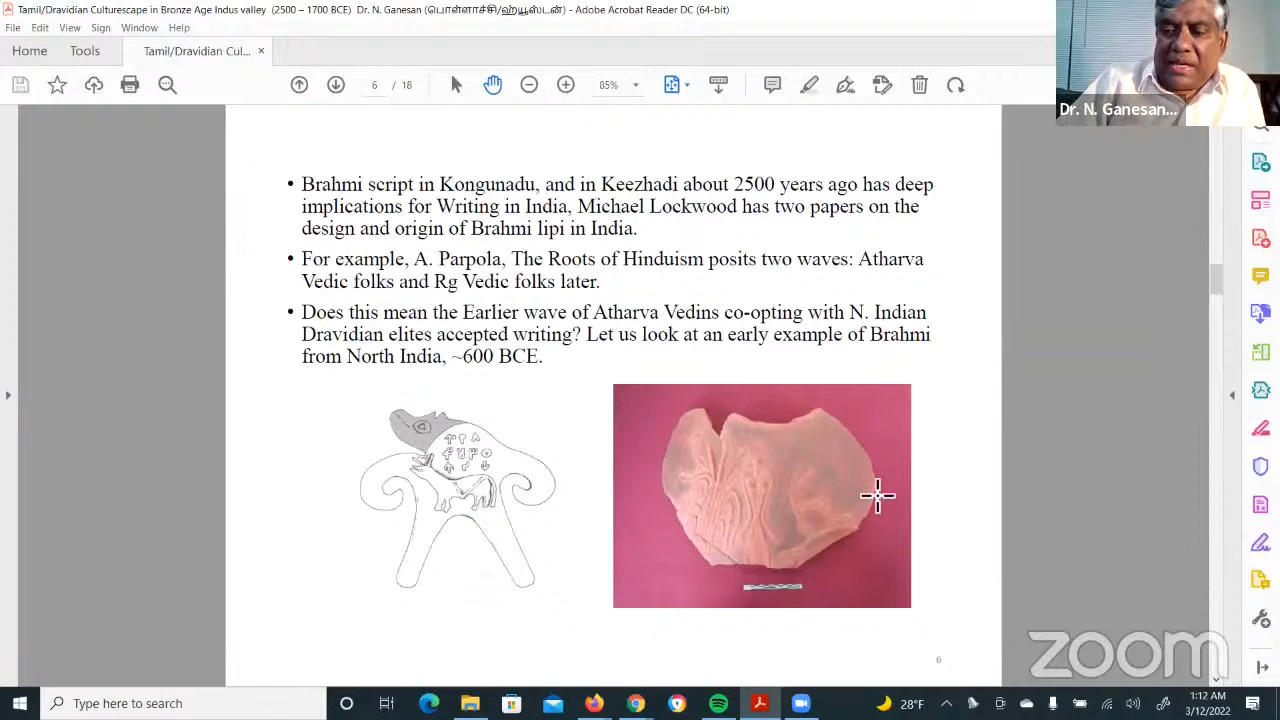 Tamil/Dravidian Culturescape in Bronze Age Indus valley (2500 – 1700 BCE) Dr. N. Ganesan (பொள்ளாச்சி/ஹ்யூஸ்டன்) - Adobe Acrobat Reader DC (64-bit)
File Edit View Sign Window Help
Home Tools Tamil/Dravidian Cul... ×
/ 18 85%
Dr. N. Ganesan...
• Brahmi script in Kongunadu, and in Keezhadi about 2500 years ago has deep
implications for Writing in India, Michael Lockwood has two papers on the
design and origin of Brahmi lipi in India.
• For example, A. Parpola, The Roots of Hinduism posits two waves: Atharva
Vedic folks and Rg Vedic folks later.
• Does this mean the Earlier wave of Atharva Vedins co-opting with N. Indian
Dravidian elites accepted writing? Let us look at an early example of Brahmi
from North India, ~600 BCE.
6
zoom
Type here to search
28°F
1:12 AM
3/12/2022